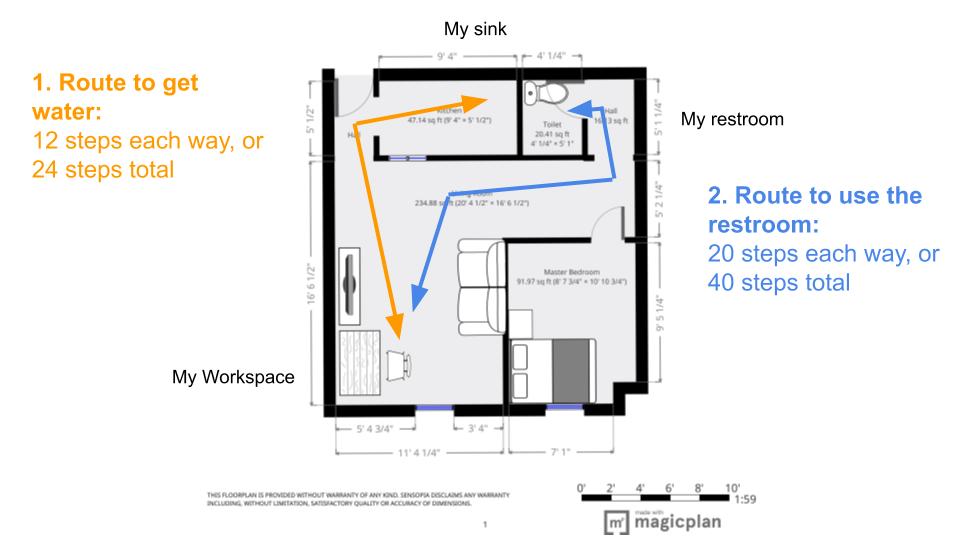 My sink
9' 4"
4' 1/4"
1. Route to get
water:
12 steps each way, or
24 steps total
5' 1/2"
Hall
Kitchen
47.14 sq ft (9' 4" × 5' 1/2")
Toilet
20.41 sq ft
4' 1/4" × 5' 1"
Hall
sq ft
5' 1 1/4"
My restroom
234.88 sq ft (20' 4 1/2" × 16' 6 1/2")
5' 2 1/4"
2. Route to use the
restroom:
20 steps each way, or
40 steps total
16' 6 1/2"
Master Bedroom
91.97 sq ft (8' 7 3/4" × 10' 10 3/4")
9' 5 1/4"
My Workspace
5' 4 3/4"
3' 4"
11' 4 1/4"
7' 1"
THIS FLOORPLAN IS PROVIDED WITHOUT WARRANTY OF ANY KIND. SENSOPIA DISCLAIMS ANY WARRANTY
INCLUDING, WITHOUT LIMITATION, SATISFACTORY QUALITY OR ACCURACY OF DIMENSIONS.
1
0' 2' 4' 6' 8' 10'
1:59
made with
magicplan